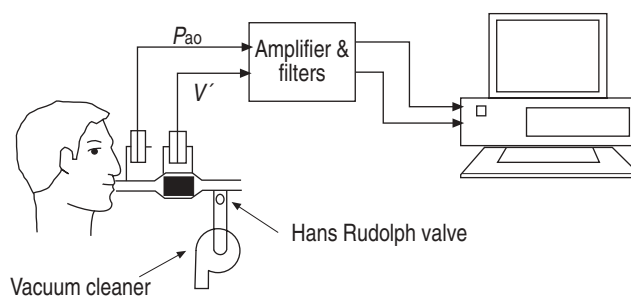 Pao
V´
Amplifier &
filters
Hans Rudolph valve
Vacuum cleaner